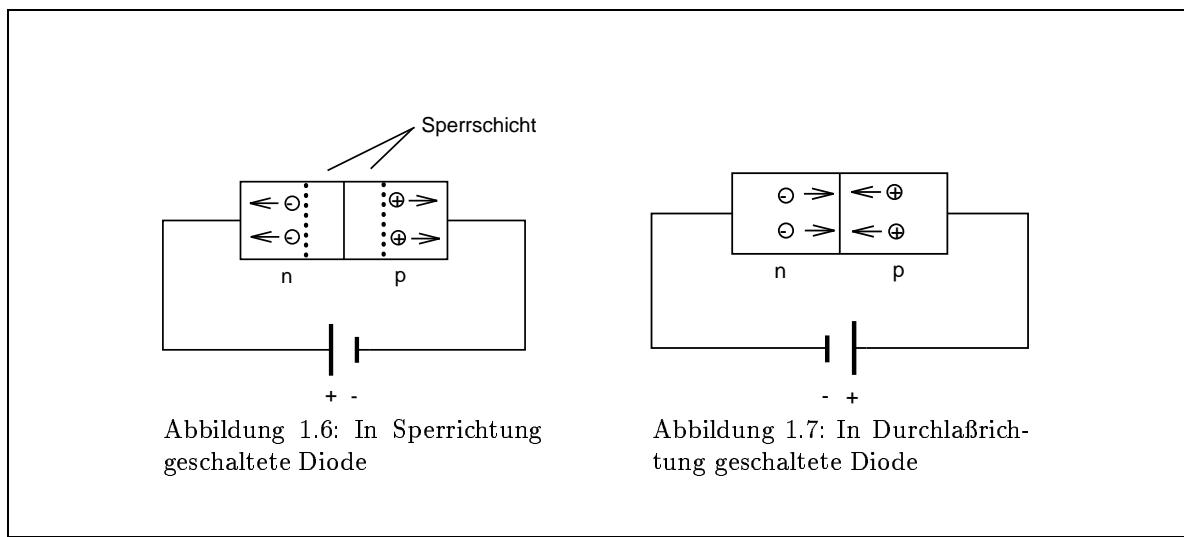 Sperrschicht
- +
- +
n p
+ -
Abbildung 1.6: In Sperrichtung
geschaltete Diode
- +
- +
n p
- +
Abbildung 1.7: In Durchlaßrich-
tung geschaltete Diode